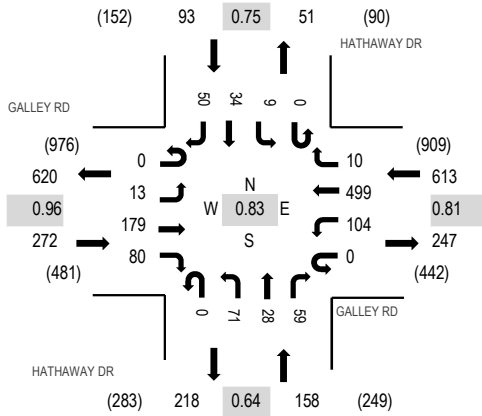 (152) 93 0.75 51 (90)
HATHAWAY DR
GALLEY RD
50 34 9 0
(976) (909)
620 0 10 613
0.96 13 N 499 0.81
W 0.83 E
272 179 S 104 247
(481) 80 0 (442)
0 71 28 59
GALLEY RD
HATHAWAY DR
(283) 218 0.64 158 (249)